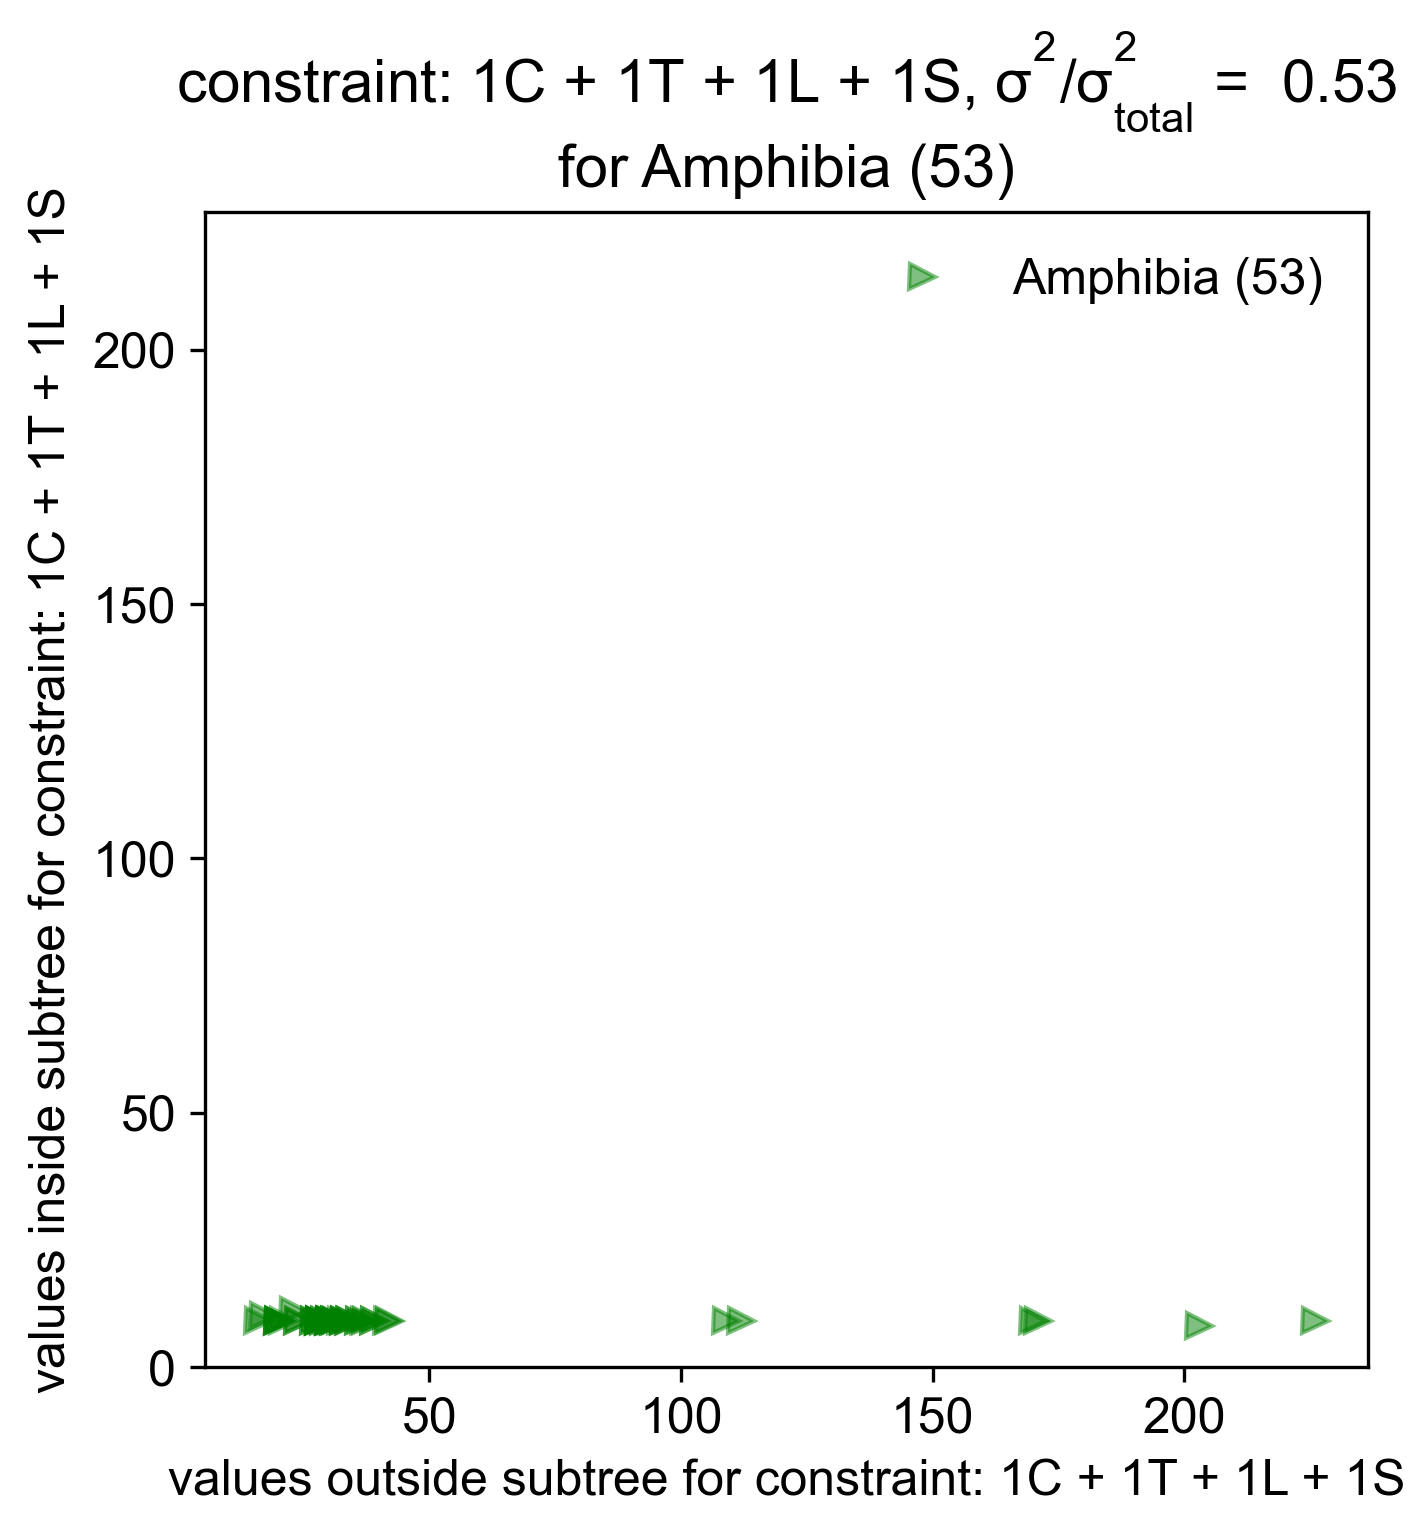 constraint: 1C + 1T + 1L + 1S, σ²/σ²total = 0.53
for Amphibia (53)
Amphibia (53)
values inside subtree for constraint: 1C + 1T + 1L + 1S
200
150
100
50
0
50 100 150 200
values outside subtree for constraint: 1C + 1T + 1L + 1S